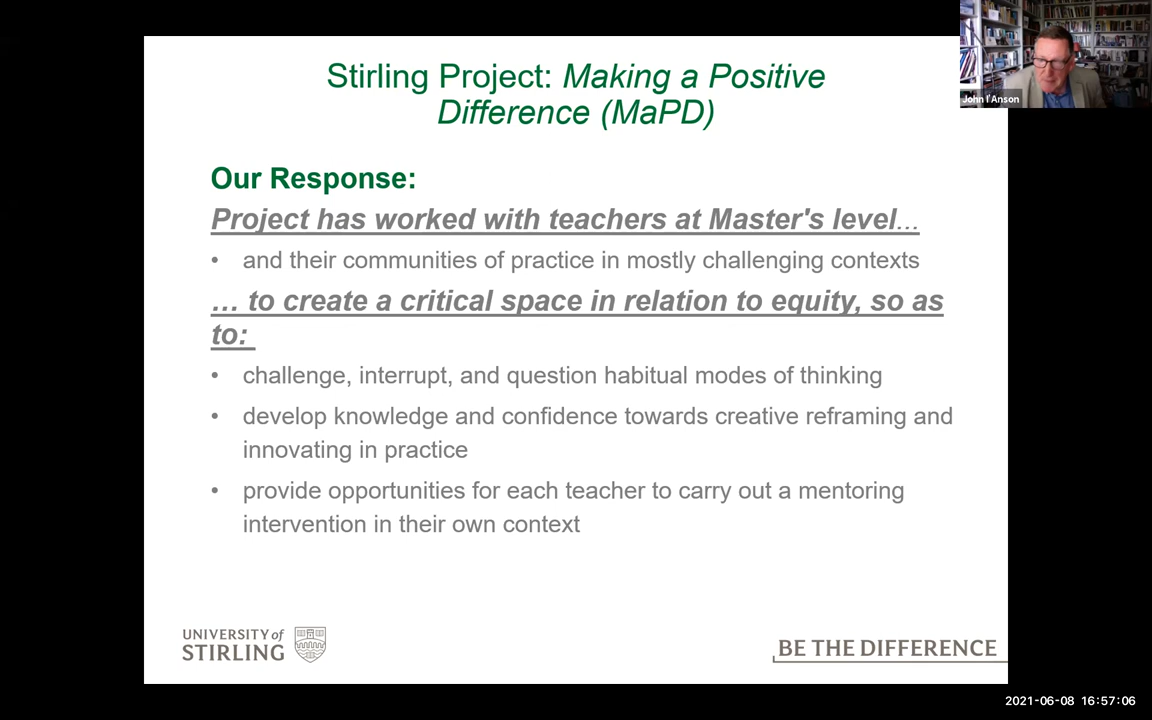 Stirling Project: Making a Positive
Difference (MaPD)
John I'Anson
Our Response:
Project has worked with teachers at Master's level...
• and their communities of practice in mostly challenging contexts
... to create a critical space in relation to equity, so as
to:
• challenge, interrupt, and question habitual modes of thinking
• develop knowledge and confidence towards creative reframing and
innovating in practice
• provide opportunities for each teacher to carry out a mentoring
intervention in their own context
UNIVERSITY of
STIRLING
BE THE DIFFERENCE
2021-06-08 16:57:06